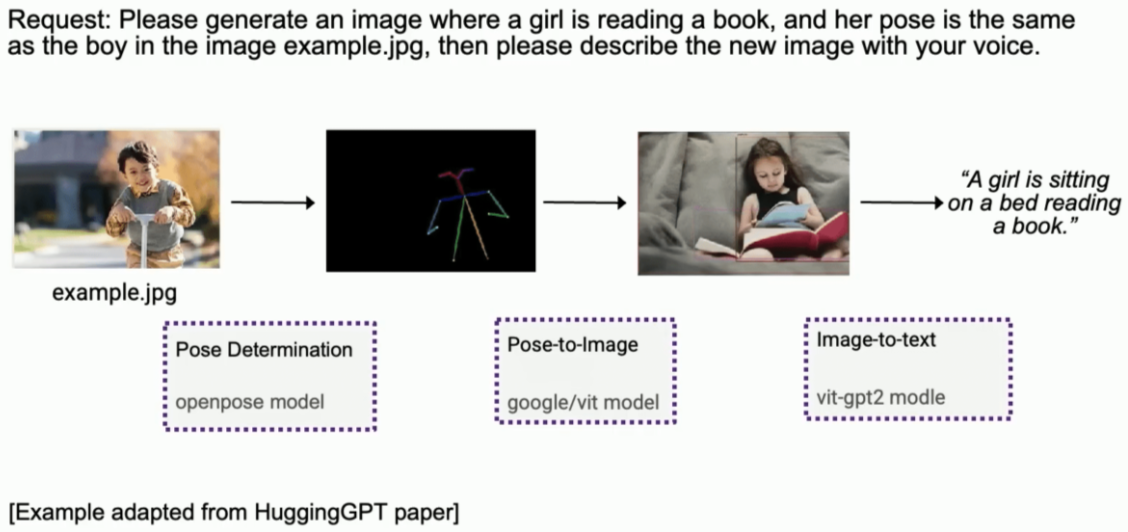 Request: Please generate an image where a girl is reading a book, and her pose is the same
as the boy in the image example.jpg, then please describe the new image with your voice.
“A girl is sitting
on a bed reading
a book.”
example.jpg
Pose Determination
openpose model
Pose-to-Image
google/vit model
Image-to-text
vit-gpt2 modle
[Example adapted from HuggingGPT paper]